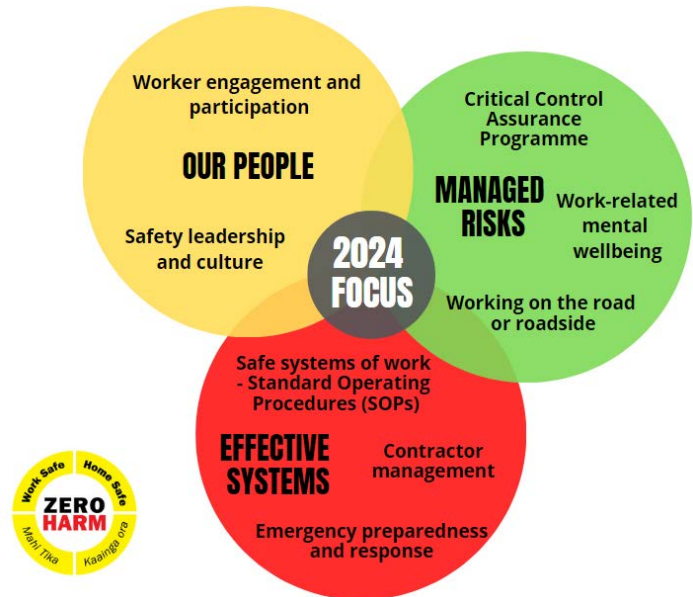 Worker engagement and
participation
OUR PEOPLE
Safety leadership
and culture
Critical Control
Assurance
Programme
MANAGED
RISKS
Work-related
mental
wellbeing
Working on the road
or roadside
2024
FOCUS
Safe systems of work
- Standard Operating
Procedures (SOPs)
EFFECTIVE
SYSTEMS
Contractor
management
Emergency preparedness
and response
Work Safe
Home Safe
ZERO
HARM
Mahi Tika
Kaainga ora